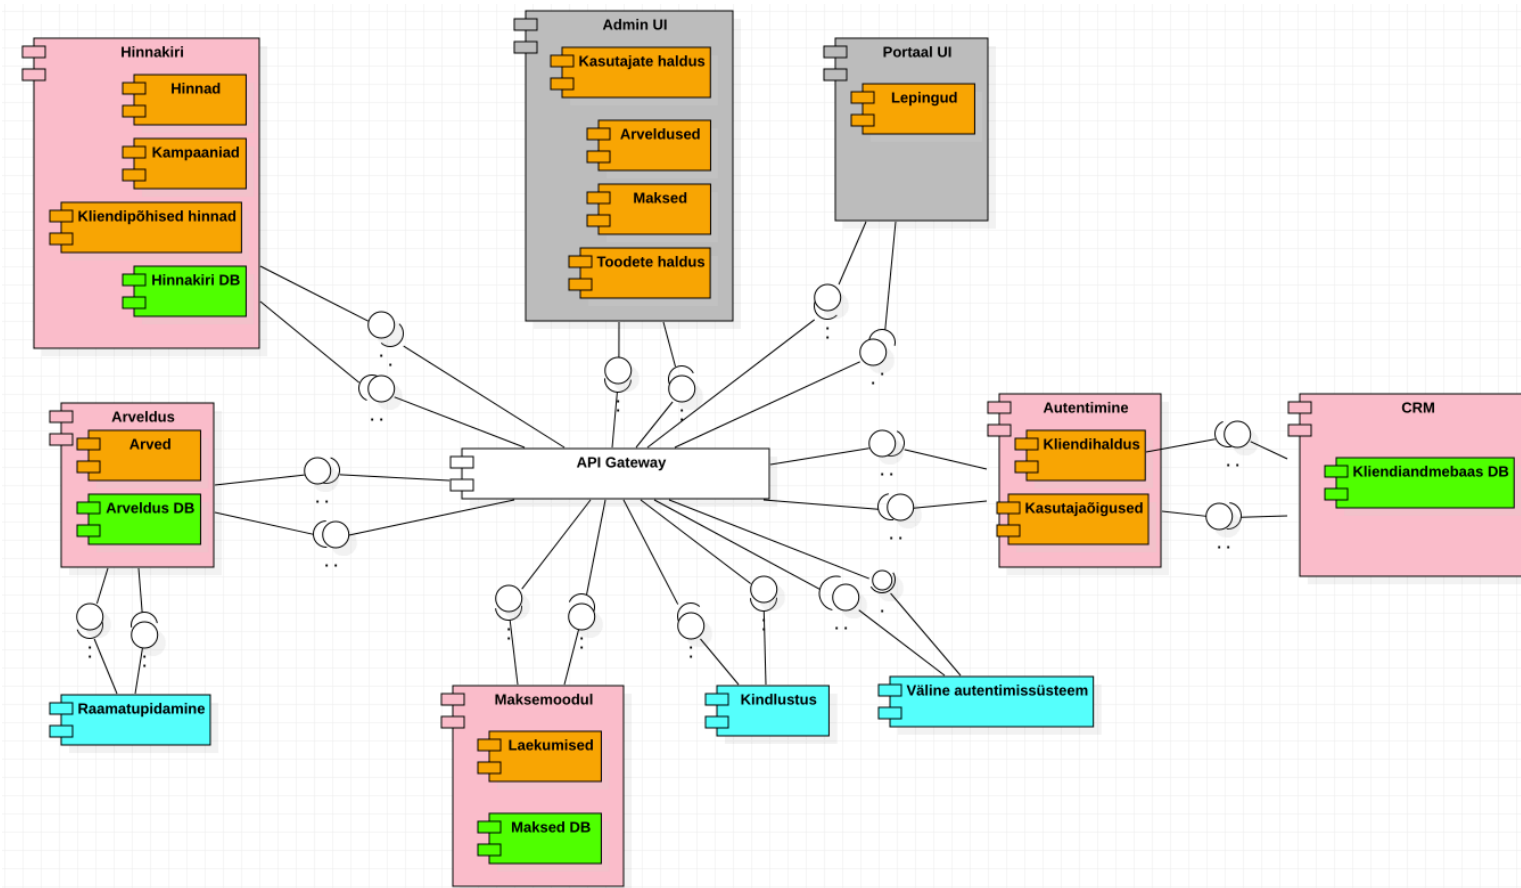 Hinnakiri
Hinnad
Kampaaniad
Kliendipõhised hinnad
Hinnakiri DB
Admin UI
Kasutajate haldus
Arveldused
Maksed
Toodete haldus
Portaal UI
Lepingud
Arveldus
Arved
Arveldus DB
API Gateway
Autentimine
Kliendihaldus
Kasutajaõigused
CRM
Kliendiandmebaas DB
Raamatupidamine
Maksemoodul
Laekumised
Maksed DB
Kindlustus
Väline autentimissüsteem